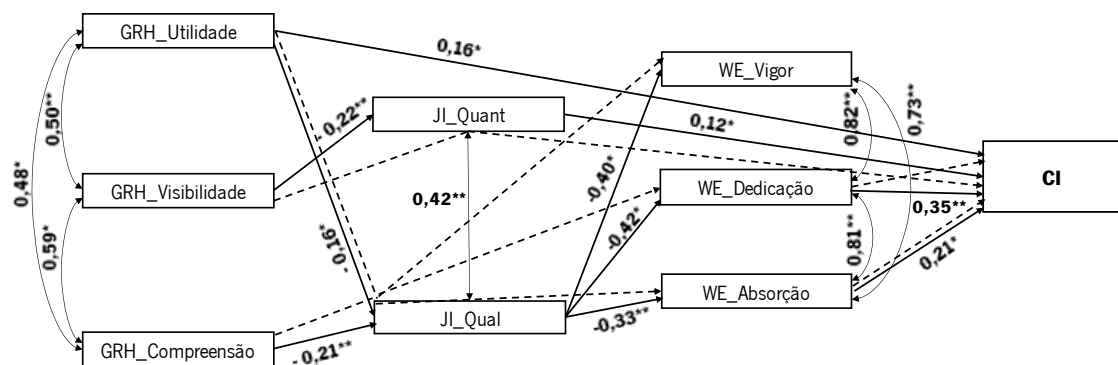 GRH_Utilidade
0,16*
WE_Vigor
0,50**
- 0,22**
JI_Quant
0,12*
0,82**
0,73**
0,48*
GRH_Visibilidade
0,42**
-0,40*
WE_Dedicação
CI
0,35**
0,59*
- 0,16*
-0,42*
0,81**
0,21*
WE_Absorção
JI_Qual
-0,33**
GRH_Compreensão
- 0,21**